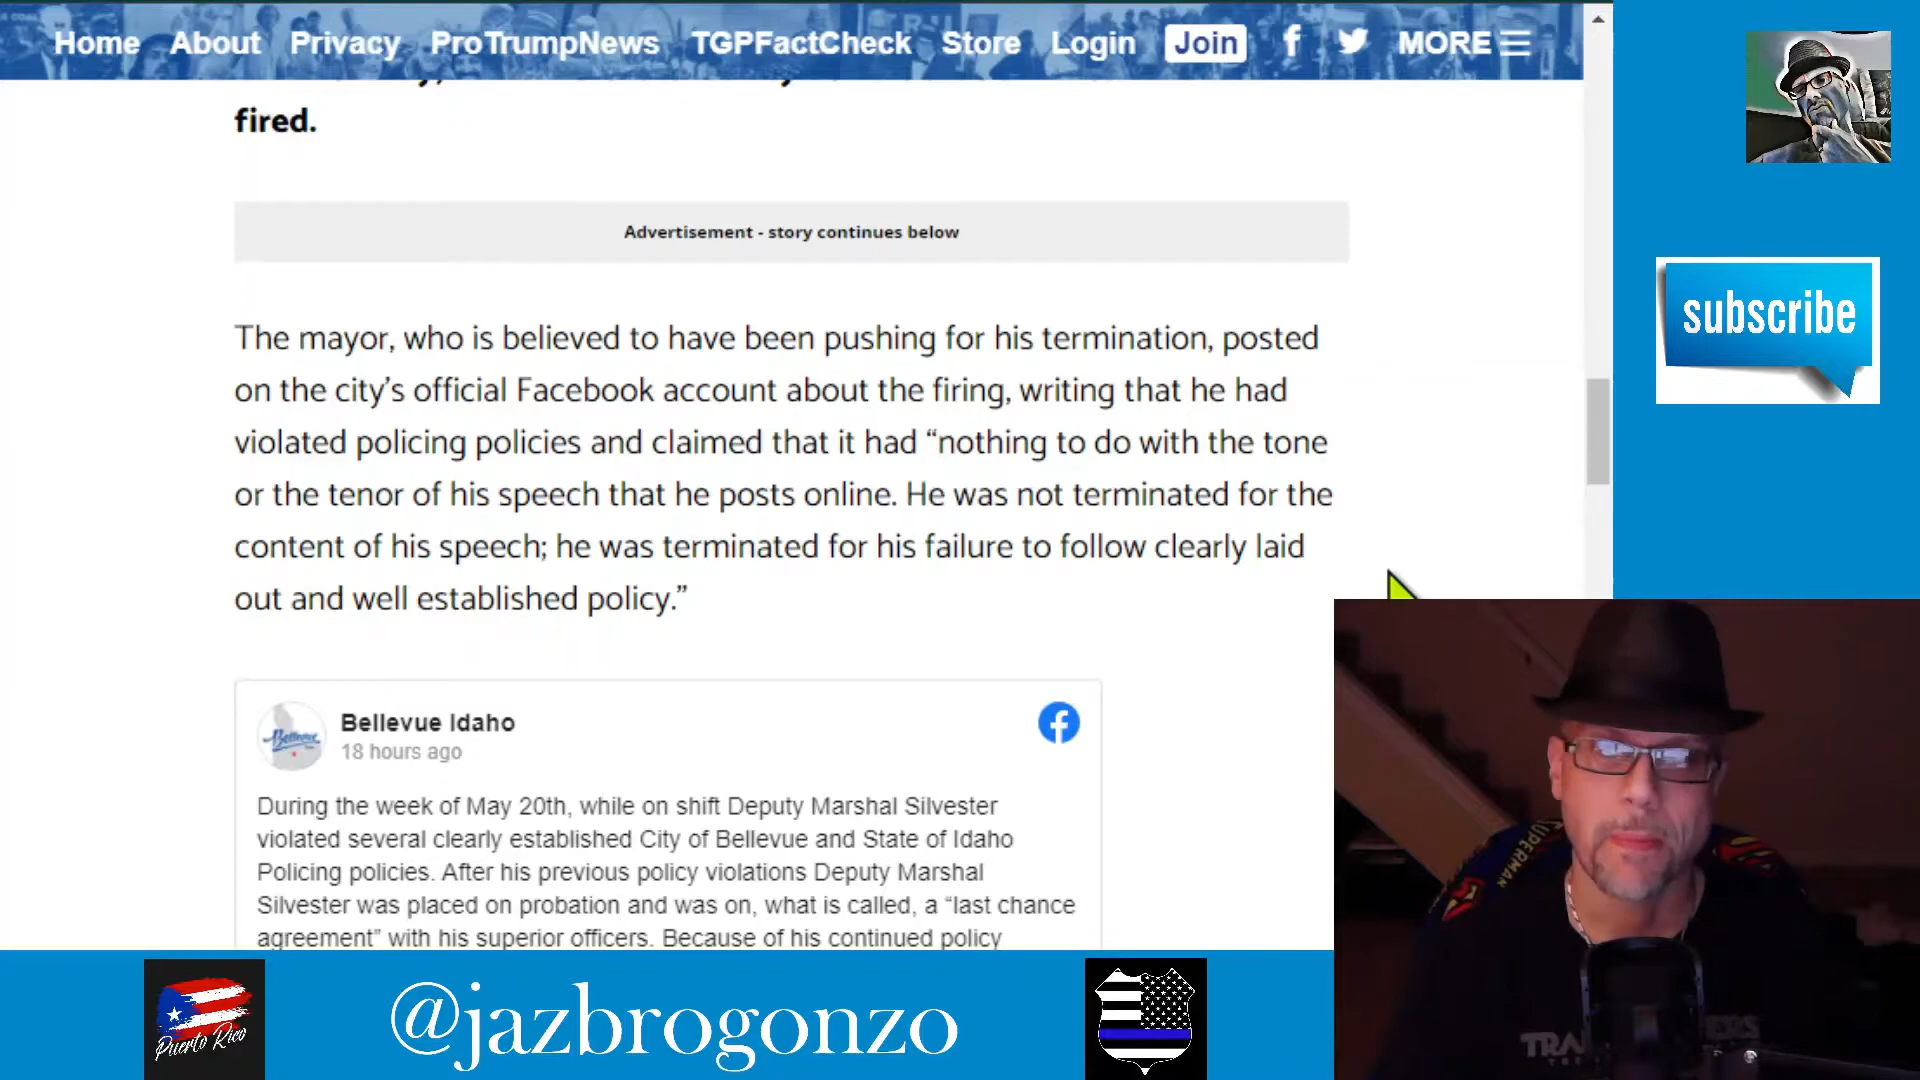 Home About Privacy ProTrumpNews TGPFactCheck Store Login Join MORE
fired.
Advertisement - story continues below
subscribe
The mayor, who is believed to have been pushing for his termination, posted
on the city’s official Facebook account about the firing, writing that he had
violated policing policies and claimed that it had “nothing to do with the tone
or the tenor of his speech that he posts online. He was not terminated for the
content of his speech; he was terminated for his failure to follow clearly laid
out and well established policy.”
Bellevue Idaho
18 hours ago
During the week of May 20th, while on shift Deputy Marshal Silvester
violated several clearly established City of Bellevue and State of Idaho
Policing policies. After his previous policy violations Deputy Marshal
Silvester was placed on probation and was on, what is called, a “last chance
agreement” with his superior officers. Because of his continued policy
SUPERMAN
Puerto Rico
@jazbrogonzo